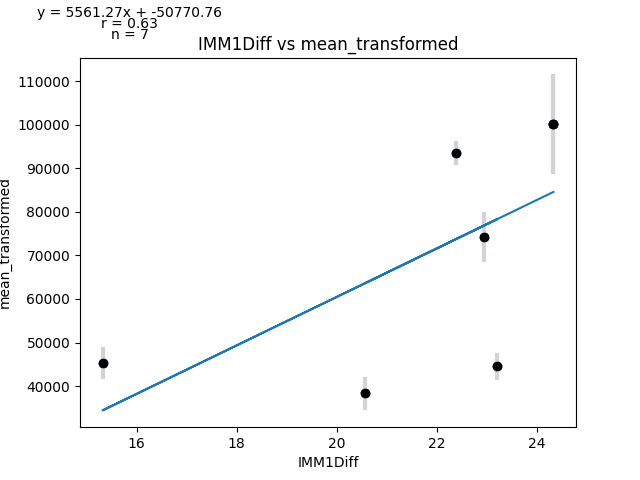 y = 5561.27x + -50770.76
r = 0.63
n = 7
IMM1Diff vs mean_transformed
110000
100000
90000
80000
70000
60000
50000
40000
mean_transformed
16 18 20 22 24
IMM1Diff